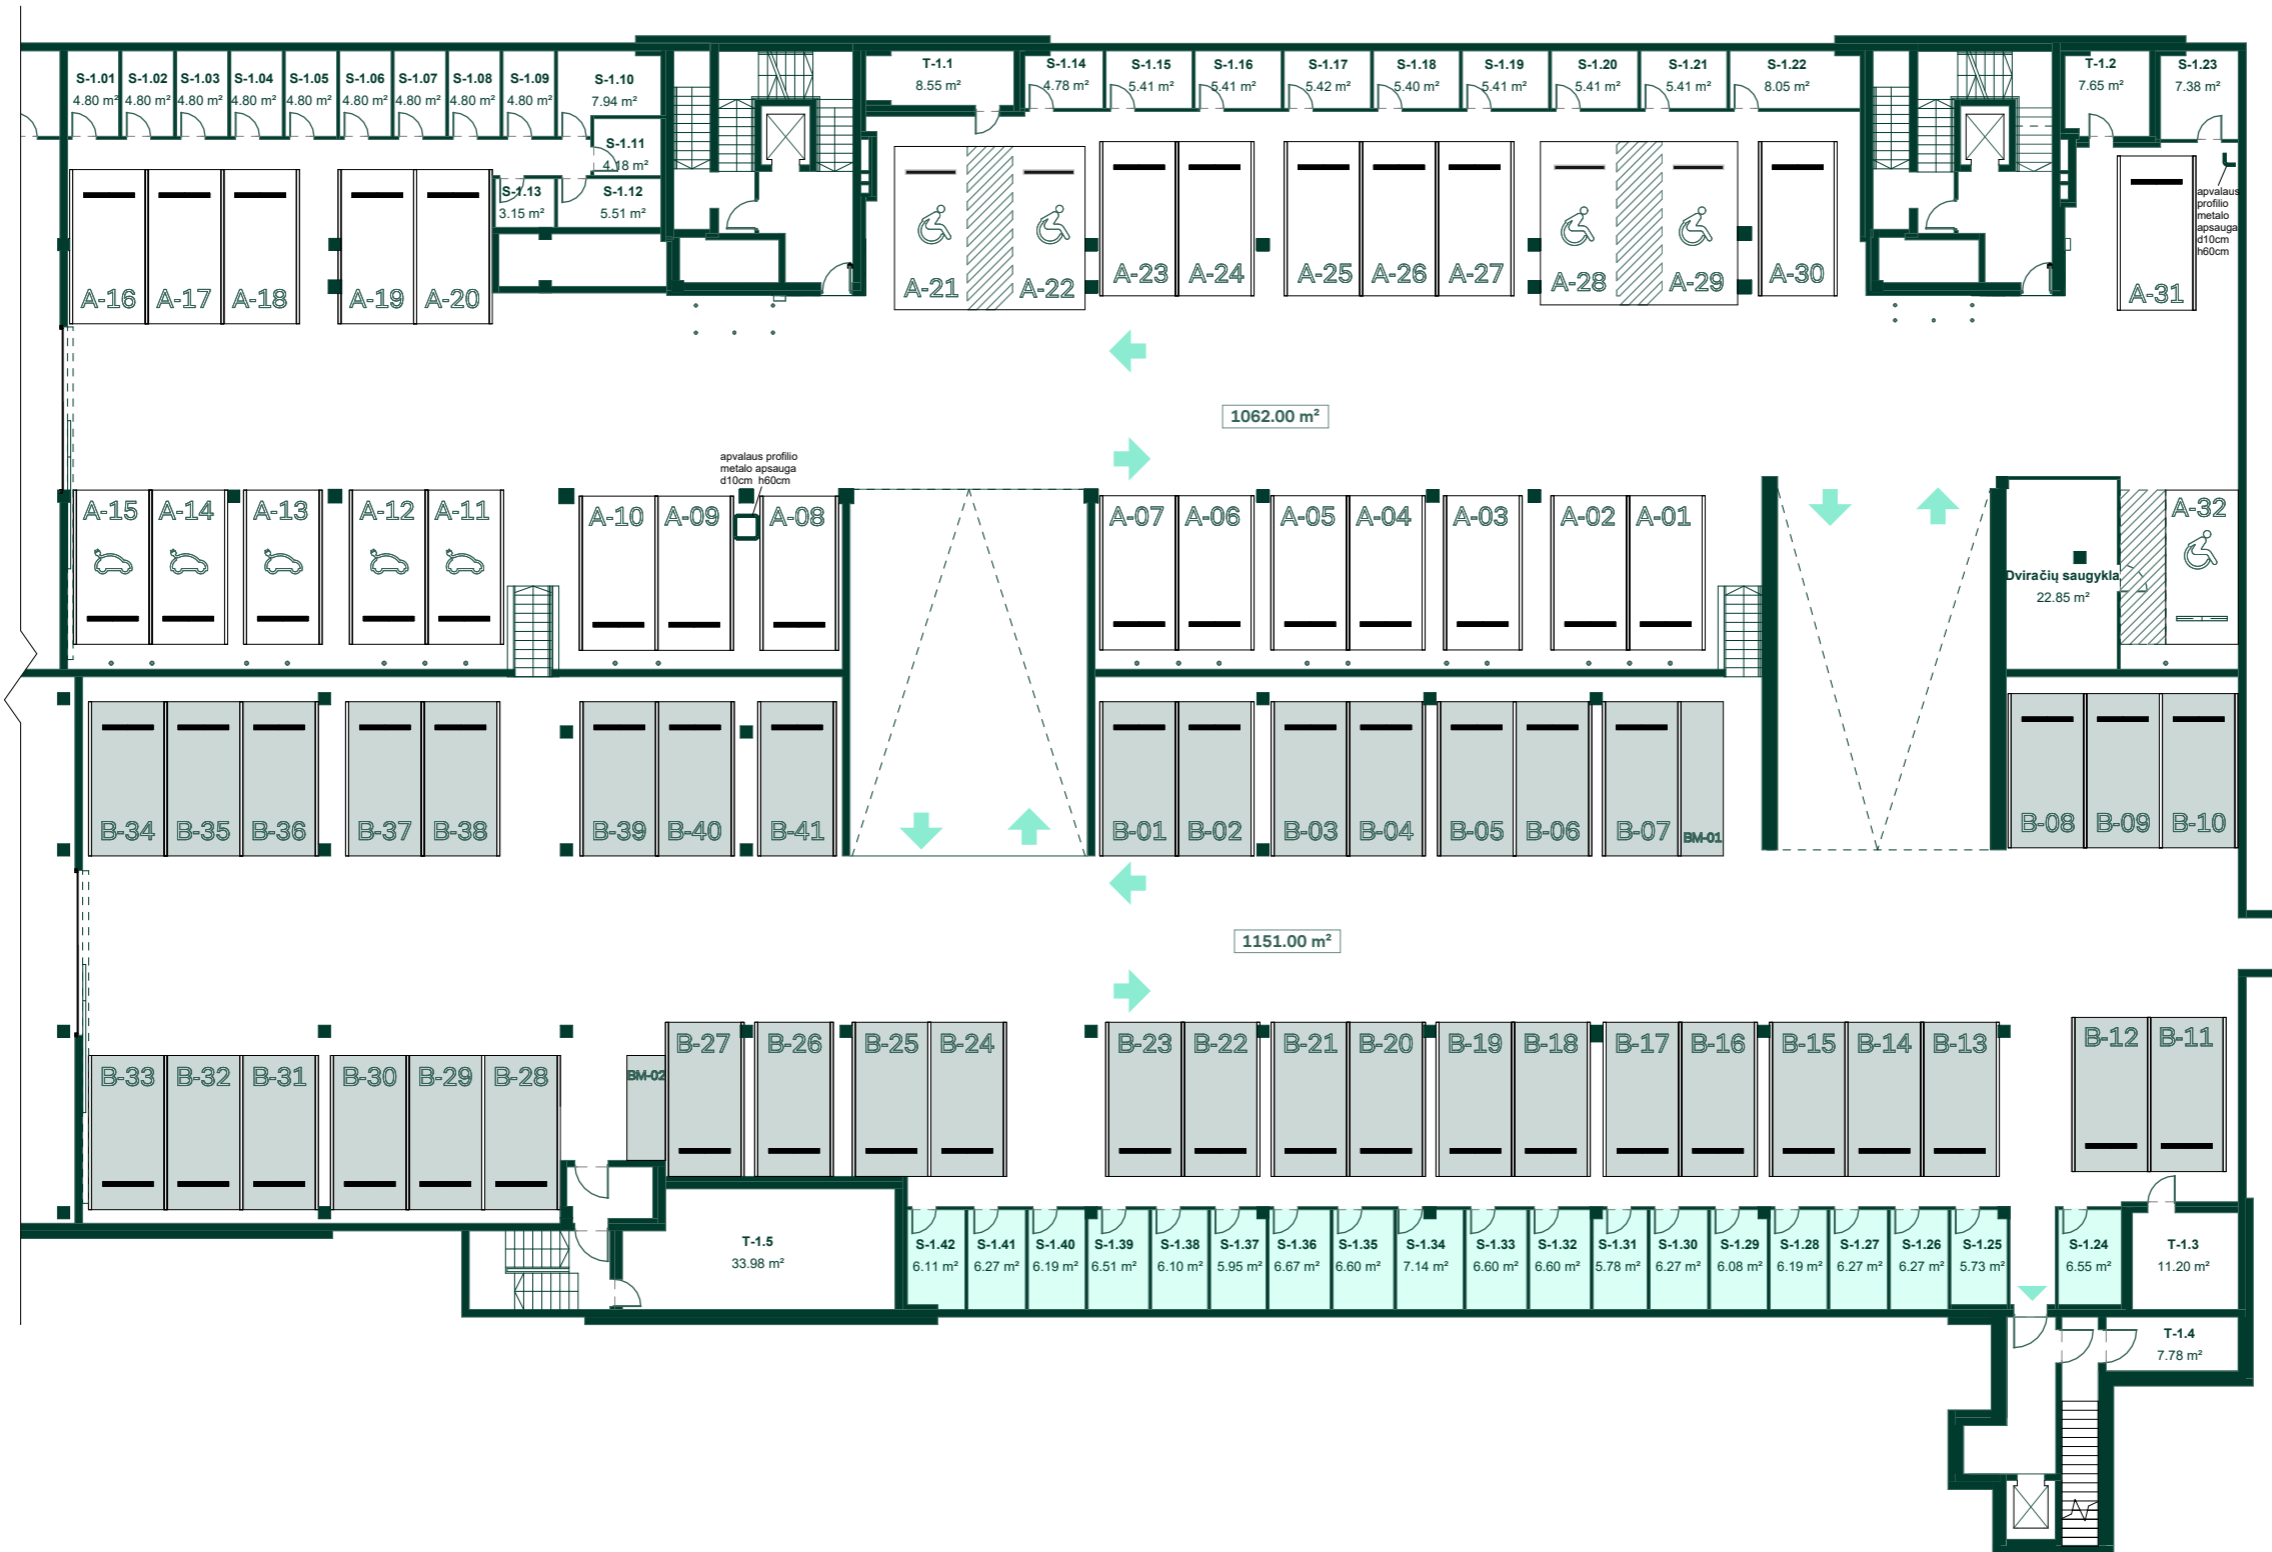 S-1.01
4.80 m²
S-1.02
4.80 m²
S-1.03
4.80 m²
S-1.04
4.80 m²
S-1.05
4.80 m²
S-1.06
4.80 m²
S-1.07
4.80 m²
S-1.08
4.80 m²
S-1.09
4.80 m²
S-1.10
7.94 m²
S-1.11
4.18 m²
S-1.13
3.15 m²
S-1.12
5.51 m²
T-1.1
8.55 m²
S-1.14
4.78 m²
S-1.15
5.41 m²
S-1.16
5.41 m²
S-1.17
5.42 m²
S-1.18
5.40 m²
S-1.19
5.41 m²
S-1.20
5.41 m²
S-1.21
5.41 m²
S-1.22
8.05 m²
T-1.2
7.65 m²
S-1.23
7.38 m²
apvalaus
profilio
metalo
apsauga
d10cm
h60cm
A-16
A-17
A-18
A-19
A-20
A-21
A-22
A-23
A-24
A-25
A-26
A-27
A-28
A-29
A-30
A-31
1062.00 m²
apvalaus profilio
metalo apsauga
d10cm h60cm
A-15
A-14
A-13
A-12
A-11
A-10
A-09
A-08
A-07
A-06
A-05
A-04
A-03
A-02
A-01
A-32
Dviračių saugykla
22.85 m²
B-34
B-35
B-36
B-37
B-38
B-39
B-40
B-41
B-01
B-02
B-03
B-04
B-05
B-06
B-07
BM-01
B-08
B-09
B-10
1151.00 m²
B-33
B-32
B-31
B-30
B-29
B-28
BM-02
B-27
B-26
B-25
B-24
B-23
B-22
B-21
B-20
B-19
B-18
B-17
B-16
B-15
B-14
B-13
B-12
B-11
T-1.5
33.98 m²
S-1.42
6.11 m²
S-1.41
6.27 m²
S-1.40
6.19 m²
S-1.39
6.51 m²
S-1.38
6.10 m²
S-1.37
5.95 m²
S-1.36
6.67 m²
S-1.35
6.60 m²
S-1.34
7.14 m²
S-1.33
6.60 m²
S-1.32
6.60 m²
S-1.31
5.78 m²
S-1.30
6.27 m²
S-1.29
6.08 m²
S-1.28
6.19 m²
S-1.27
6.27 m²
S-1.26
6.27 m²
S-1.25
5.73 m²
S-1.24
6.55 m²
T-1.3
11.20 m²
T-1.4
7.78 m²